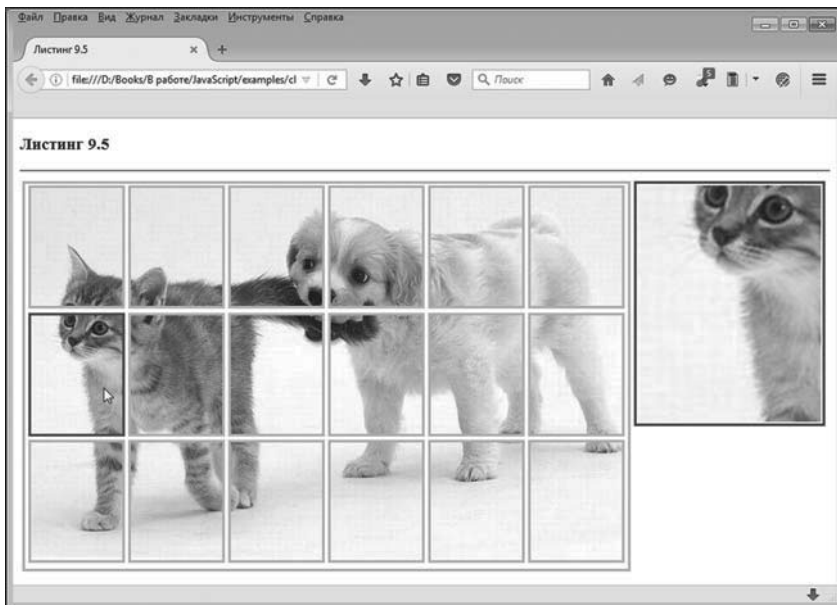 Файл Правка Вид Журнал Закладки Инструменты Справка
Листинг 9.5
file:///D:/Books/В работе/JavaScript/examples/cl
Поиск
5
Листинг 9.5